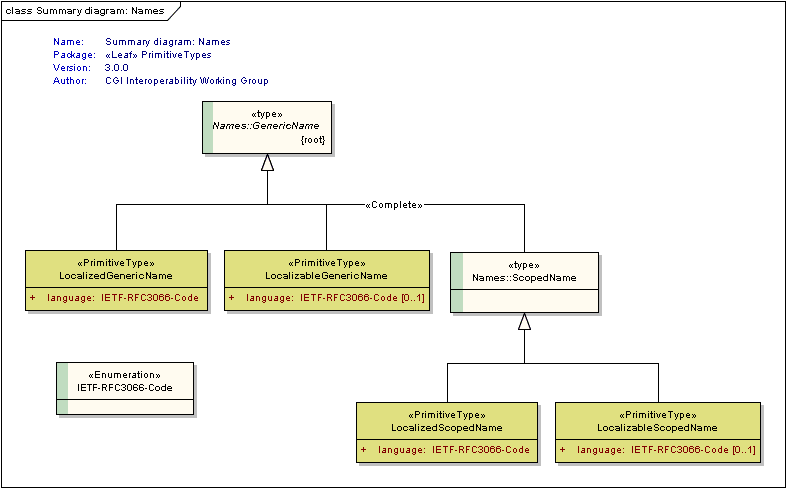 class Summary diagram: Names
Name: Summary diagram: Names
Package: «Leaf» PrimitiveTypes
Version: 3.0.0
Author: CGI Interoperability Working Group
«type»
Names::GenericName
{root}
«Complete»
«PrimitiveType»
LocalizedGenericName
+ language: IETF-RFC3066-Code
«PrimitiveType»
LocalizableGenericName
+ language: IETF-RFC3066-Code [0..1]
«type»
Names::ScopedName
«Enumeration»
IETF-RFC3066-Code
«PrimitiveType»
LocalizedScopedName
+ language: IETF-RFC3066-Code
«PrimitiveType»
LocalizableScopedName
+ language: IETF-RFC3066-Code [0..1]